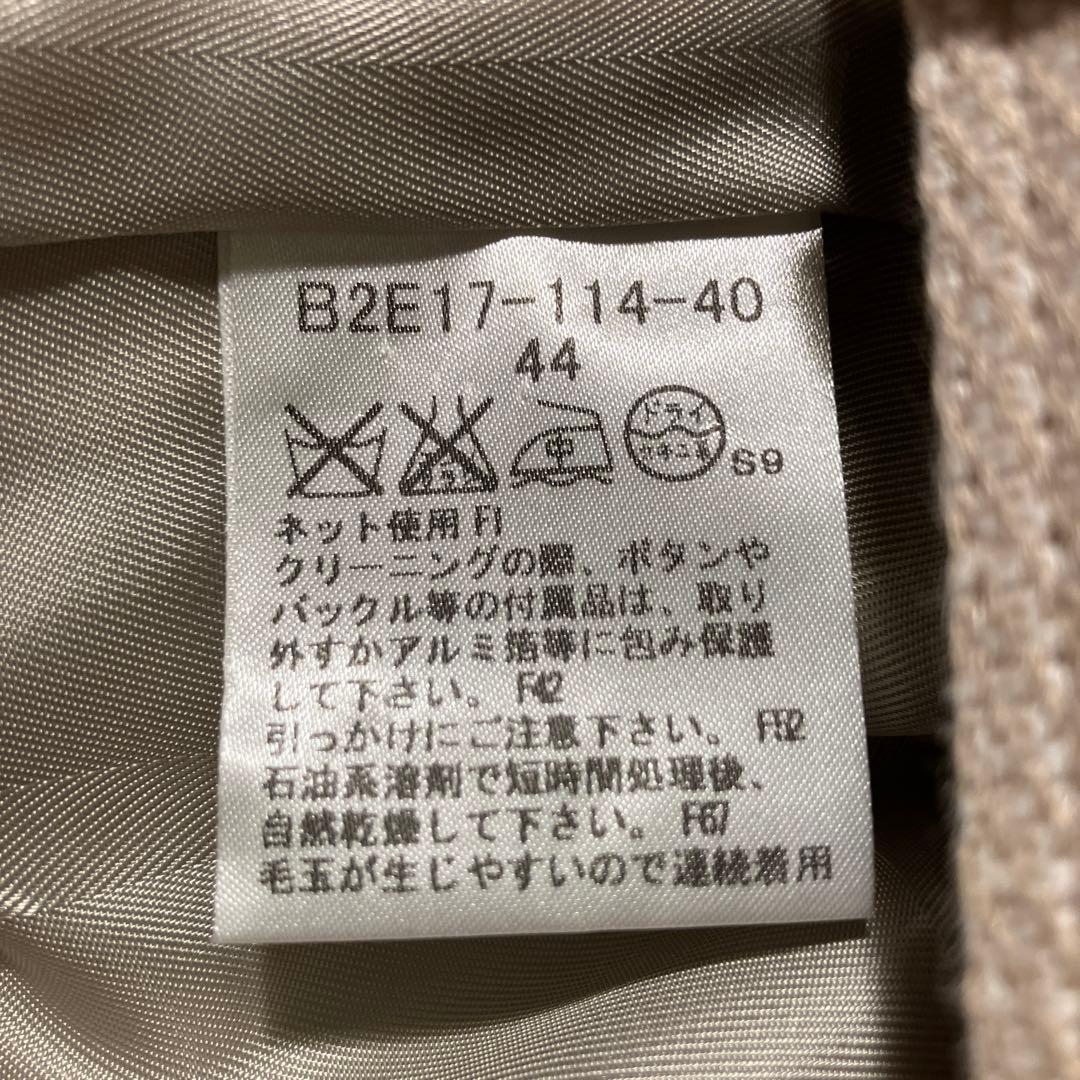 B2E17-114-40
44
中 ドライ S9
ネット使用 F1
クリーニングの際、ボタンや
バックル等の付属品は、取り
外すかアルミ箔等に包み保護
して下さい。 F42
引っかけにご注意下さい。 F52
石油系溶剤で短時間処理後、
自然乾燥して下さい。 F67
毛玉が生じやすいので連続着用